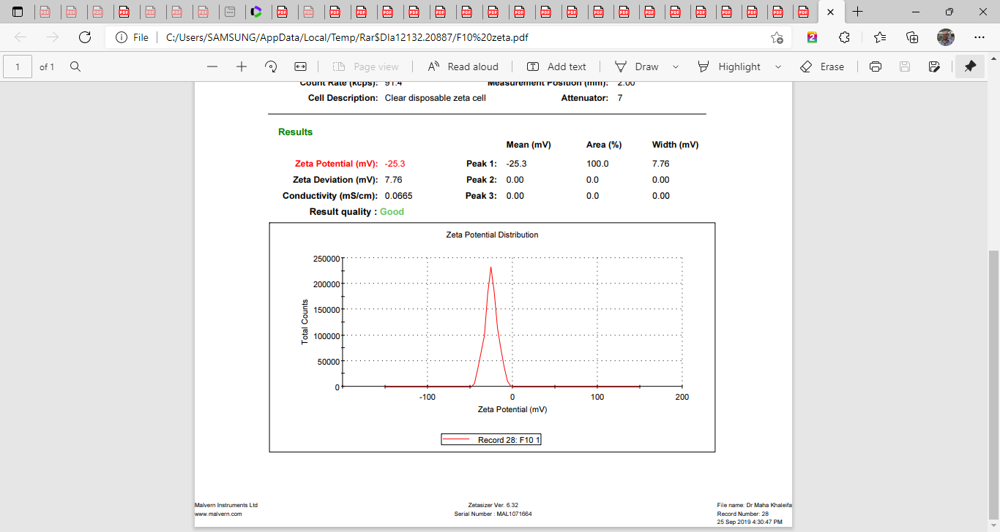 File C:/Users/SAMSUNG/AppData/Local/Temp/Rar$DIa12132.20887/F10%20zeta.pdf
1 of 1 Page view Read aloud Add text Draw Highlight Erase
Count Rate (kcps): 91.4 Measurement Position (mm): 2.00
Cell Description: Clear disposable zeta cell Attenuator: 7
Results
Mean (mV) Area (%) Width (mV)
Zeta Potential (mV): -25.3 Peak 1: -25.3 100.0 7.76
Zeta Deviation (mV): 7.76 Peak 2: 0.00 0.0 0.00
Conductivity (mS/cm): 0.0665 Peak 3: 0.00 0.0 0.00
Result quality : Good
Zeta Potential Distribution
250000
200000
150000
100000
50000
0
Total Counts
-100 0 100 200
Zeta Potential (mV)
Record 28: F10 1
Malvern Instruments Ltd Zetasizer Ver. 6.32 File name: Dr Maha Khaleifa
www.malvern.com Serial Number : MAL1071664 Record Number: 28
25 Sep 2019 4:30:47 PM